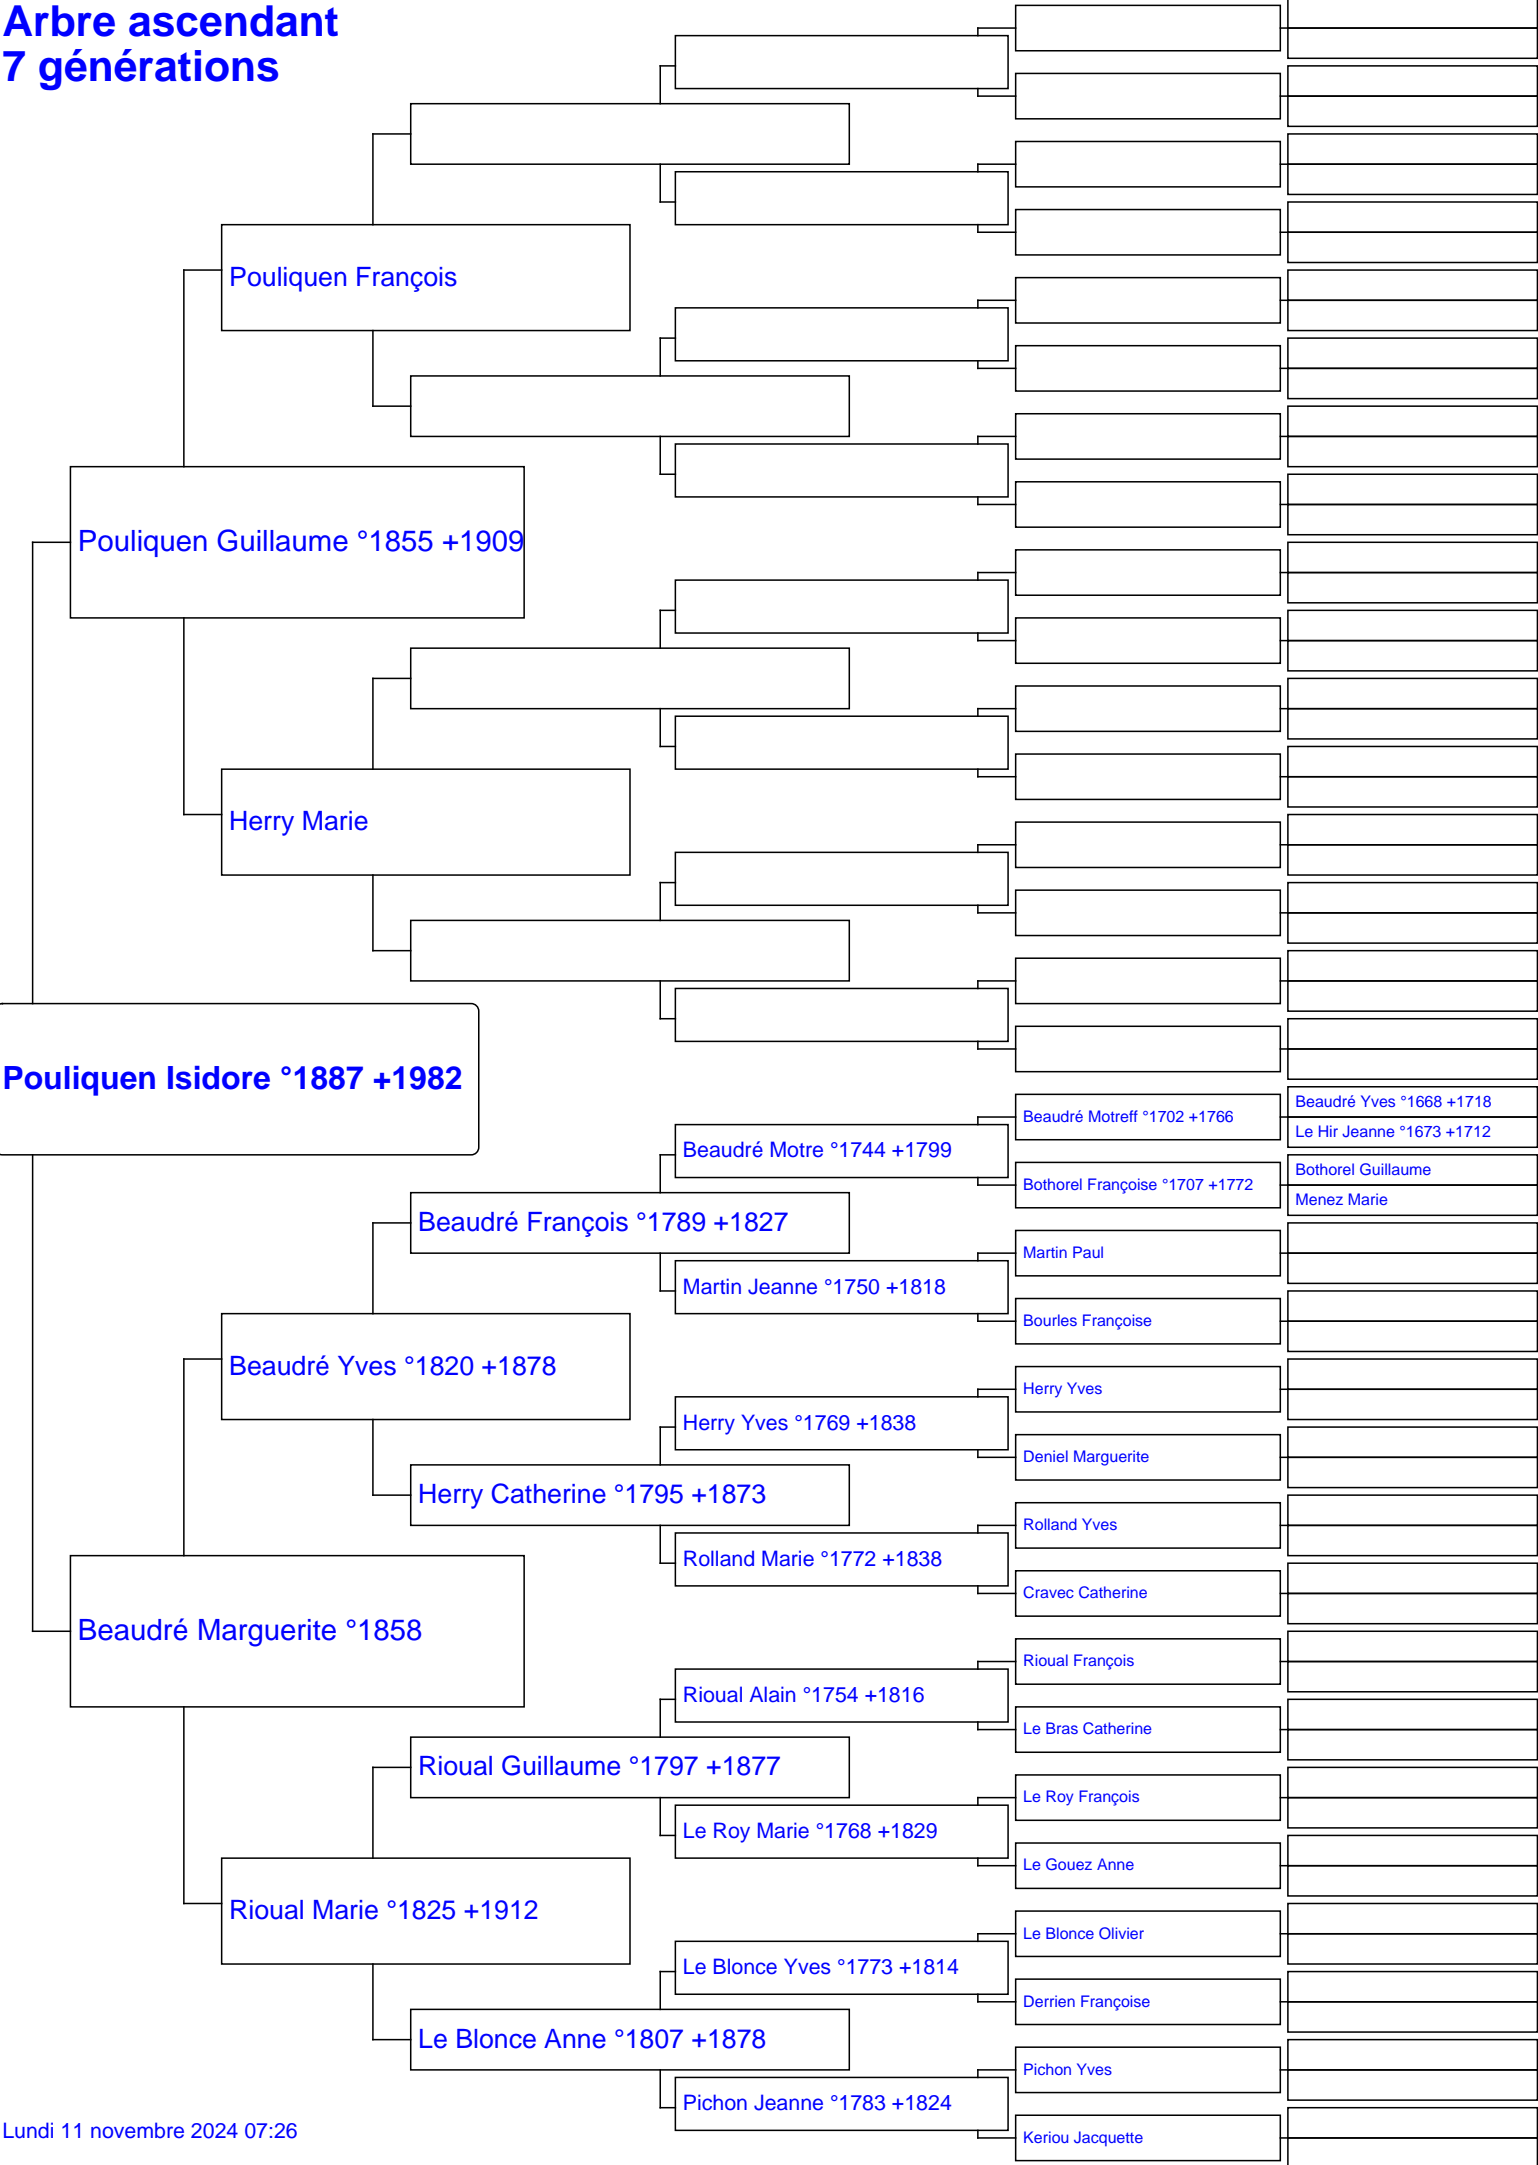 Arbre ascendant
7 générations
Pouliquen François
Pouliquen Guillaume °1855 +1909
Herry Marie
Pouliquen Isidore °1887 +1982
Beaudré Motreff °1702 +1766
Beaudré Yves °1668 +1718
Le Hir Jeanne °1673 +1712
Beaudré Motre °1744 +1799
Bothorel Françoise °1707 +1772
Bothorel Guillaume
Menez Marie
Beaudré François °1789 +1827
Martin Paul
Martin Jeanne °1750 +1818
Bourles Françoise
Beaudré Yves °1820 +1878
Herry Yves
Herry Yves °1769 +1838
Deniel Marguerite
Herry Catherine °1795 +1873
Rolland Yves
Rolland Marie °1772 +1838
Cravec Catherine
Beaudré Marguerite °1858
Rioual François
Rioual Alain °1754 +1816
Le Bras Catherine
Rioual Guillaume °1797 +1877
Le Roy François
Le Roy Marie °1768 +1829
Le Gouez Anne
Rioual Marie °1825 +1912
Le Blonce Olivier
Le Blonce Yves °1773 +1814
Derrien Françoise
Le Blonce Anne °1807 +1878
Pichon Yves
Pichon Jeanne °1783 +1824
Keriou Jacquette
Lundi 11 novembre 2024 07:26